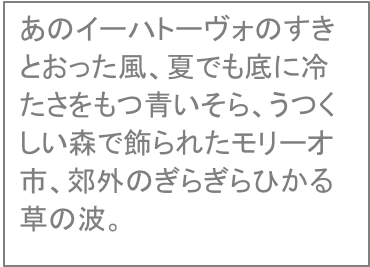 あのイーハトーヴォのすき
とおった風、夏でも底に冷
たさをもつ青いそら、うつく
しい森で飾られたモリーオ
市、郊外のぎらぎらひかる
草の波。